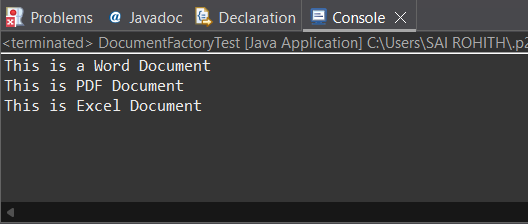 Problems Javadoc Declaration Console
<terminated> DocumentFactoryTest [Java Application] C:\Users\SAI ROHITH\.p2
This is a Word Document
This is PDF Document
This is Excel Document